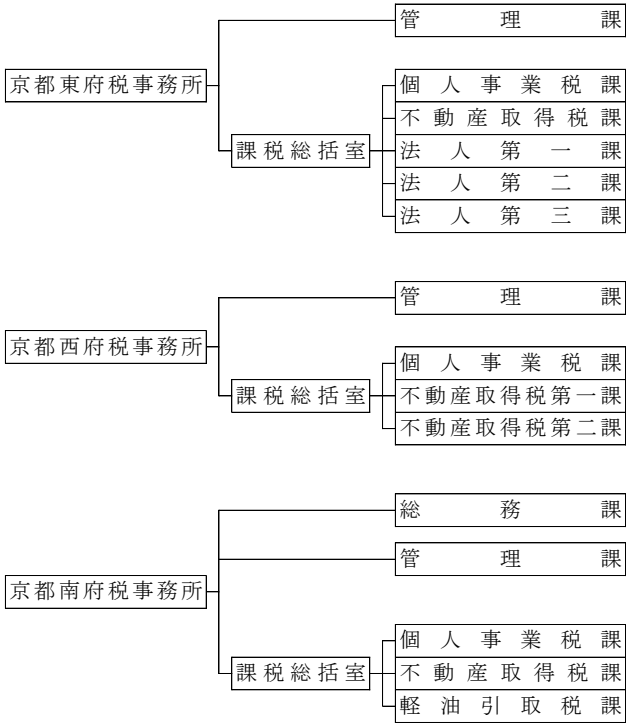 管理課
京都東府税事務所
個人事業税課
不動産取得税課
課税総括室
法人第一課
法人第二課
法人第三課
管理課
京都西府税事務所
個人事業税課
課税総括室
不動産取得税第一課
不動産取得税第二課
総務課
管理課
京都南府税事務所
個人事業税課
課税総括室
不動産取得税課
軽油引取税課